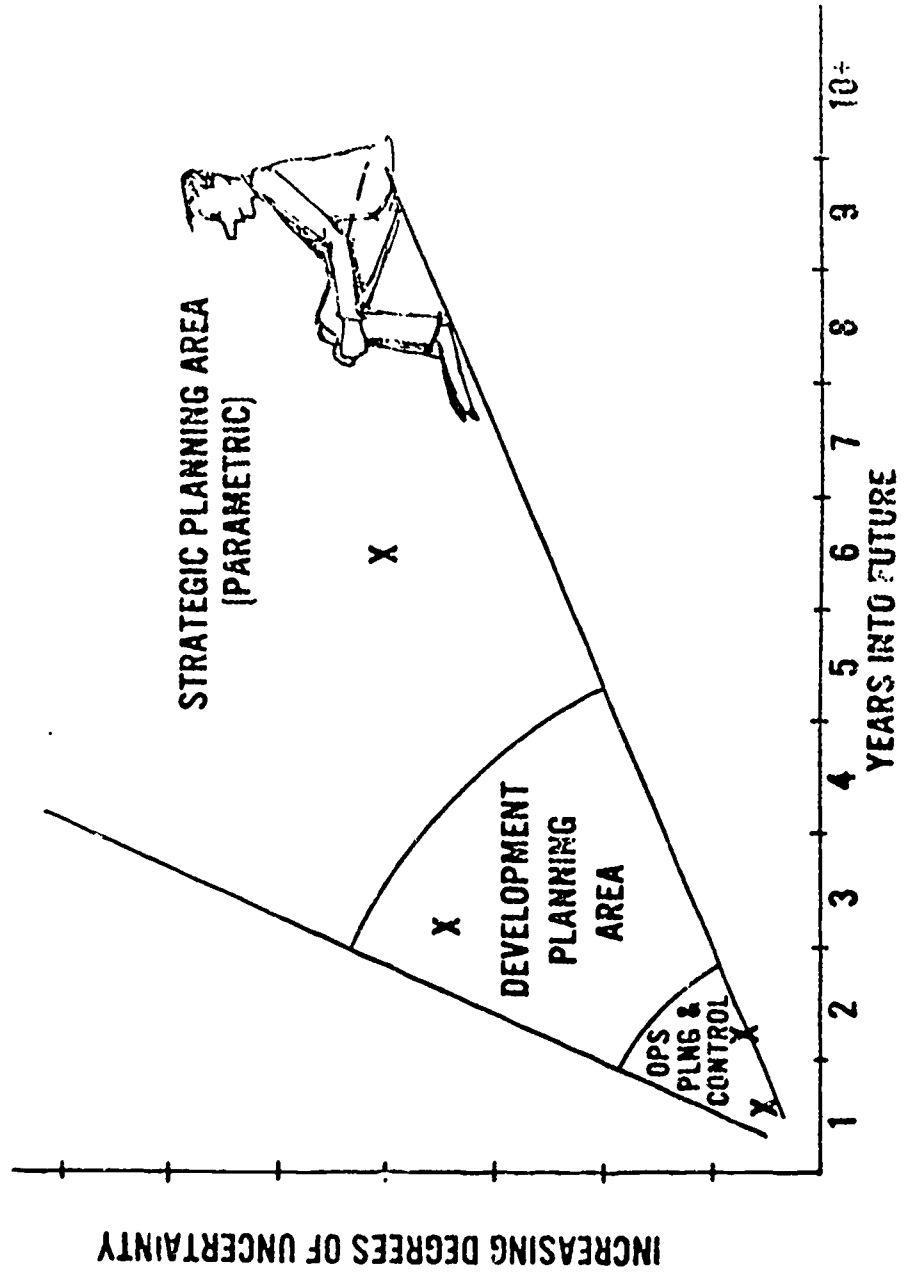 INCREASING DEGREES OF UNCERTAINTY
STRATEGIC PLANNING AREA
[PARAMETRIC]
X
X
DEVELOPMENT
PLANNING
AREA
OPS
PLNG &
CONTROL
X
X
1 2 3 4 5 6 7 8 9 10+
YEARS INTO FUTURE